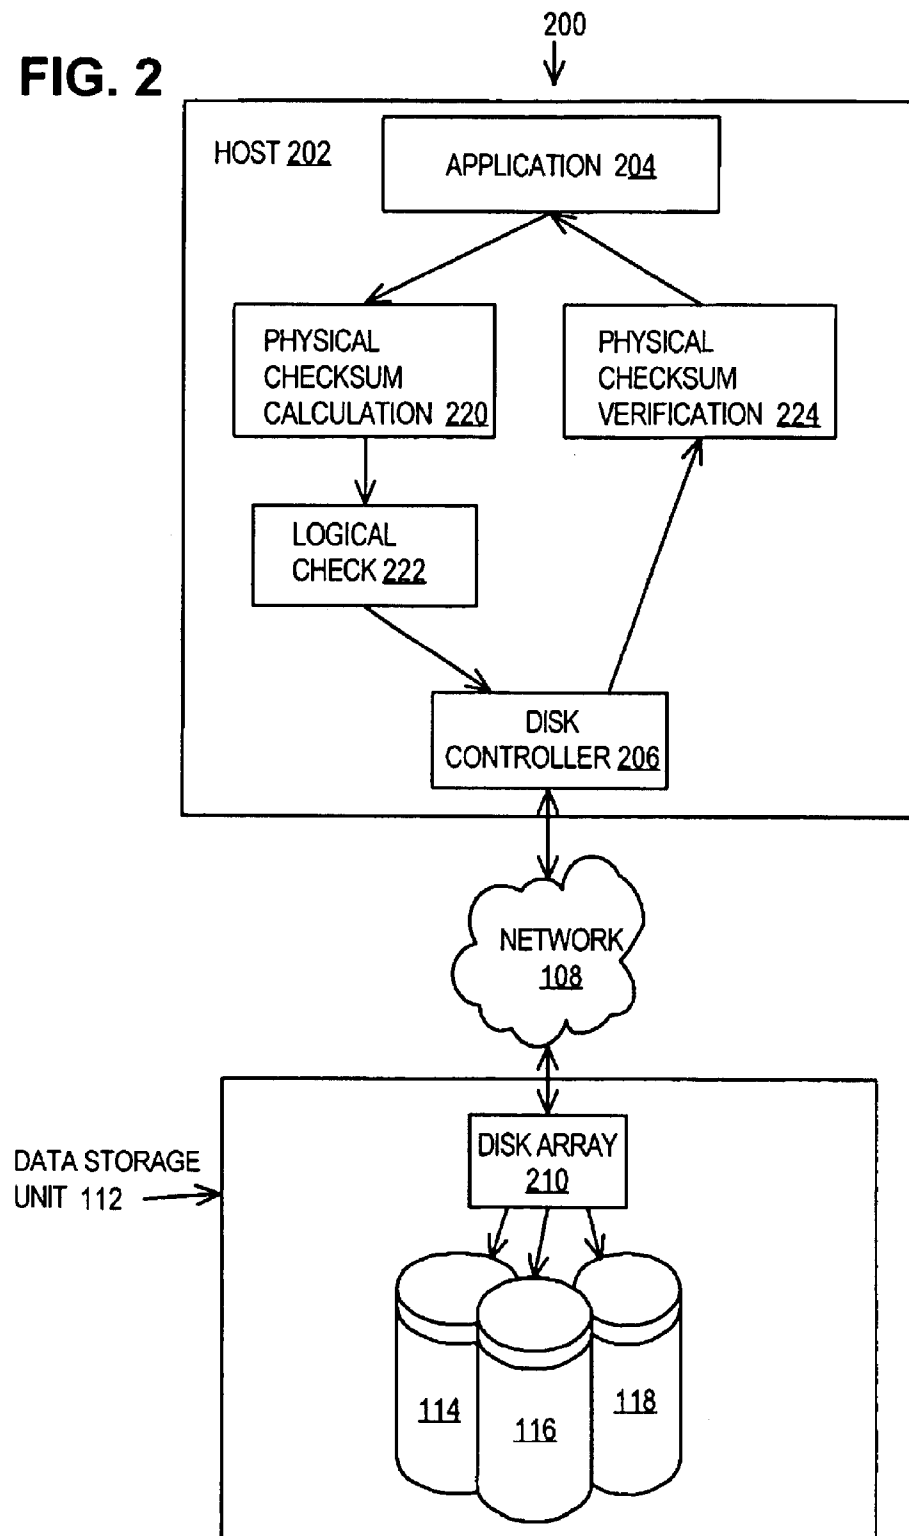 200
FIG. 2
HOST 202
APPLICATION 204
PHYSICAL
CHECKSUM
CALCULATION 220
PHYSICAL
CHECKSUM
VERIFICATION 224
LOGICAL
CHECK 222
DISK
CONTROLLER 206
NETWORK
108
DISK ARRAY
210
DATA STORAGE
UNIT 112
114
116
118